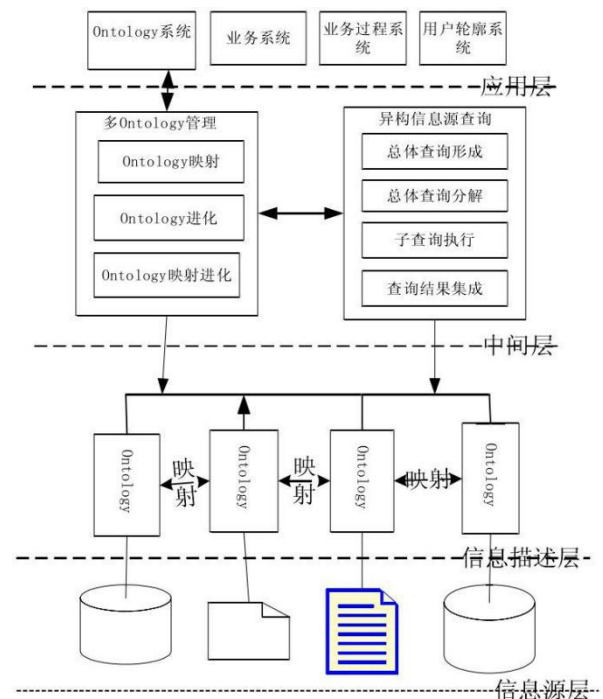 Ontology系统
业务系统
业务过程系
统
用户轮廓系
统
应用层
多Ontology管理
Ontology映射
Ontology进化
Ontology映射进化
异构信息源查询
总体查询形成
总体查询分解
子查询执行
查询结果集成
中间层
Ontology
映
射
Ontology
映
射
Ontology
映射
Ontology
信息描述层
信息源层